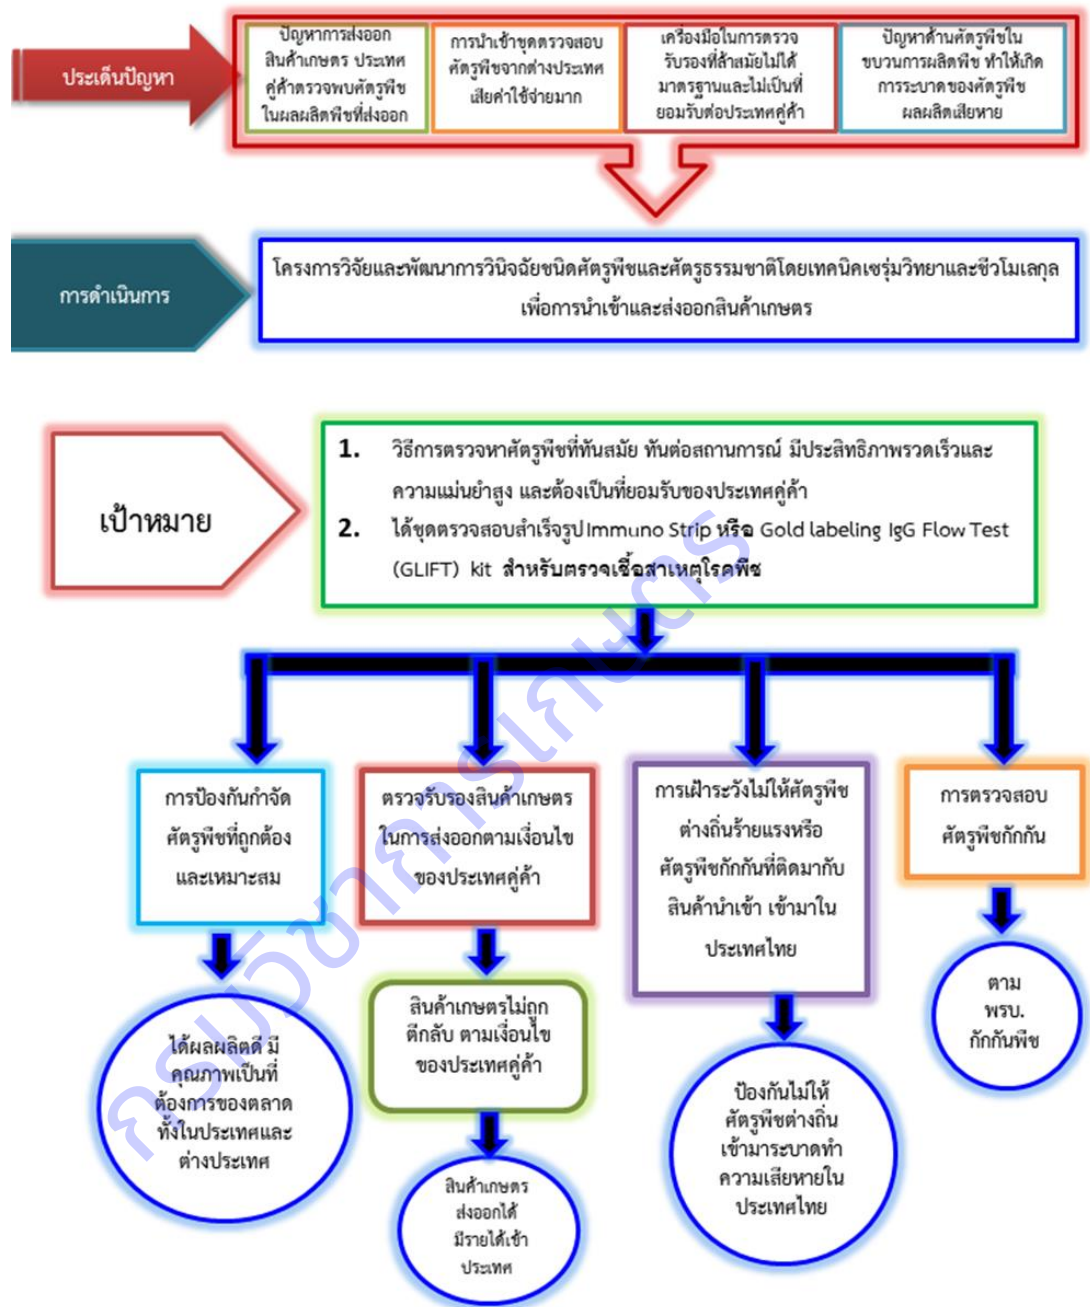 ประเด็นปัญหา
ปัญหาการส่งออก
สินค้าเกษตร ประเทศ
คู่ค้าตรวจพบศัตรูพืช
ในผลผลิตพืชที่ส่งออก
การนำเข้าชุดตรวจสอบ
ศัตรูพืชจากต่างประเทศ
เสียค่าใช้จ่ายมาก
เครื่องมือในการตรวจ
รับรองที่ล้าสมัยไม่ได้
มาตรฐานและไม่เป็นที่
ยอมรับต่อประเทศคู่ค้า
ปัญหาด้านศัตรูพืชใน
ขบวนการผลิตพืช ทำให้เกิด
การระบาดของศัตรูพืช
ผลผลิตเสียหาย
การดำเนินการ
โครงการวิจัยและพัฒนาการวินิจฉัยชนิดศัตรูพืชและศัตรูธรรมชาติโดยเทคนิคเซรุ่มวิทยาและชีวโมเลกุล
เพื่อการนำเข้าและส่งออกสินค้าเกษตร
เป้าหมาย
1. วิธีการตรวจหาศัตรูพืชที่ทันสมัย ทันต่อสถานการณ์ มีประสิทธิภาพรวดเร็วและ
ความแม่นยำสูง และต้องเป็นที่ยอมรับของประเทศคู่ค้า
2. ได้ชุดตรวจสอบสำเร็จรูปImmuno Strip หรือ Gold labeling IgG Flow Test
(GLIFT) kit สำหรับตรวจเชื้อสาเหตุโรคพืช
การป้องกันกำจัด
ศัตรูพืชที่ถูกต้อง
และเหมาะสม
ตรวจรับรองสินค้าเกษตร
ในการส่งออกตามเงื่อนไข
ของประเทศคู่ค้า
การเฝ้าระวังไม่ให้ศัตรูพืช
ต่างถิ่นร้ายแรงหรือ
ศัตรูพืชกักกันที่ติดมากับ
สินค้านำเข้า เข้ามาใน
ประเทศไทย
การตรวจสอบ
ศัตรูพืชกักกัน
ได้ผลผลิตดี มี
คุณภาพเป็นที่
ต้องการของตลาด
ทั้งในประเทศและ
ต่างประเทศ
สินค้าเกษตรไม่ถูก
ตีกลับ ตามเงื่อนไข
ของประเทศคู่ค้า
สินค้าเกษตร
ส่งออกได้
มีรายได้เข้า
ประเทศ
ป้องกันไม่ให้
ศัตรูพืชต่างถิ่น
เข้ามาระบาดทำ
ความเสียหายใน
ประเทศไทย
ตาม
พรบ.
กักกันพืช
กรมวิชาการเกษตร